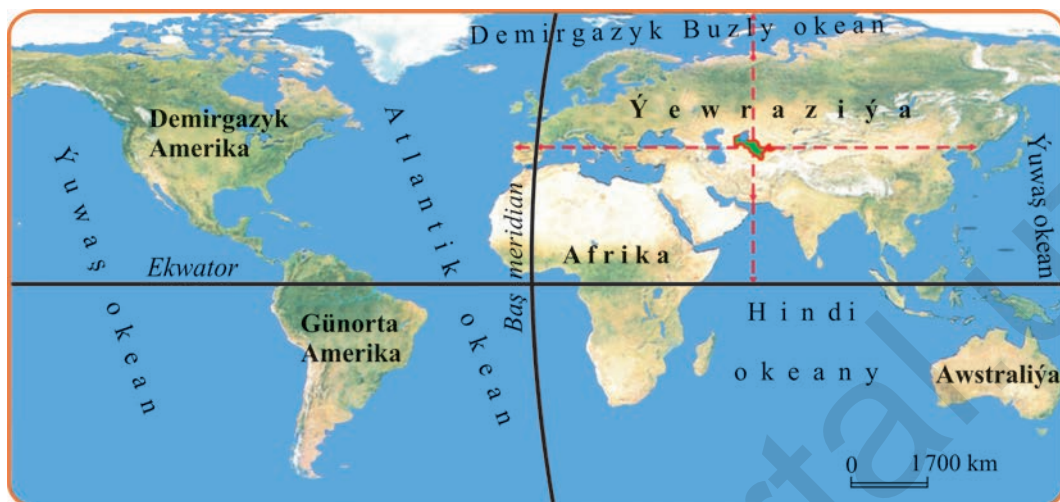 Demirgazyk Buzly okean
Demirgazyk
Amerika
Ýewraziýa
Ýuwaş okean
Atlantik okean
Baş meridian
Ýuwaş okean
Ekwator
Afrika
Günorta
Amerika
Hindi
okeany
Awstraliýa
0 1700 km